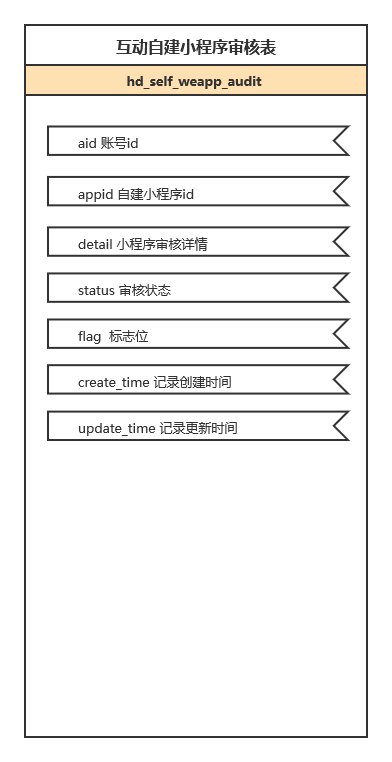 互动自建小程序审核表
hd_self_weapp_audit
aid 账号id
appid 自建小程序id
detail 小程序审核详情
status 审核状态
flag  标志位
create_time 记录创建时间
update_time 记录更新时间